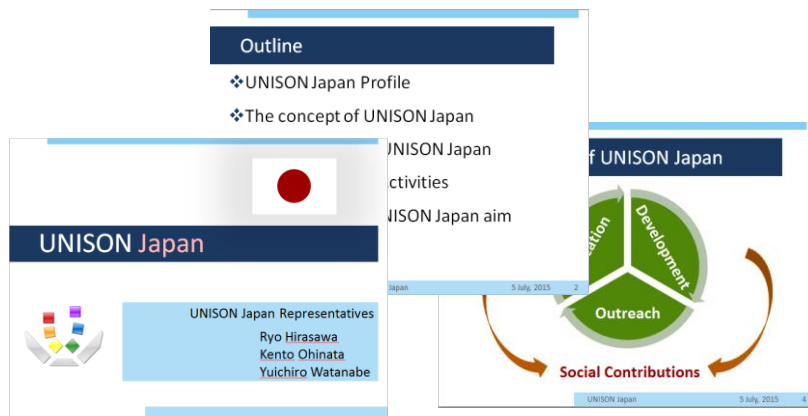 Outline
UNISON Japan Profile
The concept of UNISON Japan
UNISON Japan
ctivities
NISON Japan aim
Japan
5 July, 2015
2
UNISON Japan
UNISON Japan Representatives
Ryo Hirasawa
Kento Ohinata
Yuichiro Watanabe
f UNISON Japan
ation
Development
Outreach
Social Contributions
UNISON Japan
5 July, 2015
4